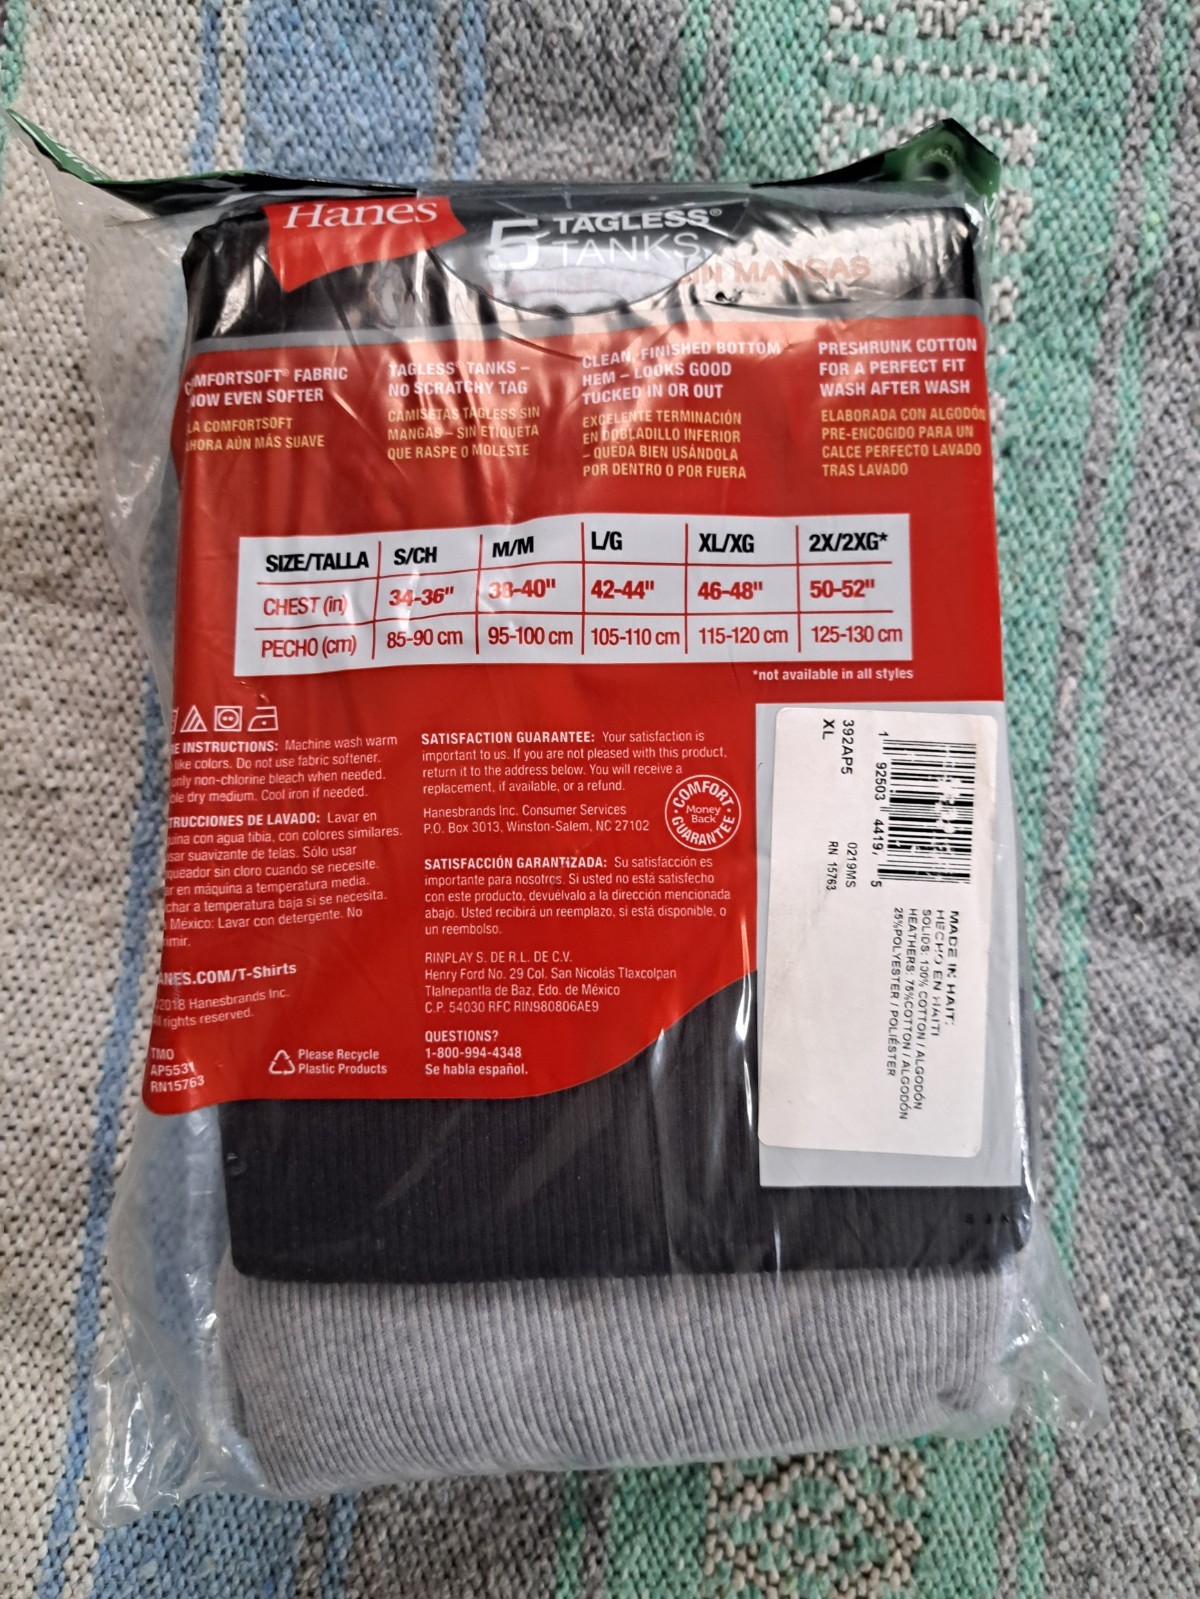 Hanes
5 TAGLESS®
TANKS
MANGAS
FABRIC
EVEN SOFTER
LA COMFORTSOFT
AHORA AÚN MÁS SUAVE
TAGLESS® TANKS –
NO SCRATCHY TAG
CAMISETAS TAGLESS SIN
MANGAS – SIN ETIQUETA
QUE RASPE O MOLESTE
CLEAN, FINISHED BOTTOM
HEM – LOOKS GOOD
TUCKED IN OR OUT
EXCELENTE TERMINACIÓN
EN DOBLADILLO INFERIOR
– QUEDA BIEN USÁNDOLA
POR DENTRO O POR FUERA
PRESHRUNK COTTON
FOR A PERFECT FIT
WASH AFTER WASH
ELABORADA CON ALGODÓN
PRE-ENCOGIDO PARA UN
CALCE PERFECTO LAVADO
TRAS LAVADO
SIZE/TALLA S/CH M/M L/G XL/XG 2X/2XG*
CHEST (in) 34-36" 38-40" 42-44" 46-48" 50-52"
PECHO (cm) 85-90 cm 95-100 cm 105-110 cm 115-120 cm 125-130 cm
*not available in all styles
INSTRUCTIONS: Machine wash warm
like colors. Do not use fabric softener.
only non-chlorine bleach when needed.
dry medium. Cool iron if needed.
LAVADO: Lavar en
con agua tibia, con colores similares.
suavizante de telas. Sólo usar
sin cloro cuando se necesite.
en máquina a temperatura media.
a temperatura baja si se necesita.
México: Lavar con detergente. No
HANES.COM/T-Shirts
2018 Hanesbrands Inc.
All rights reserved.
TMO
AP5531
RN15763
Please Recycle
Plastic Products
SATISFACTION GUARANTEE: Your satisfaction is
important to us. If you are not pleased with this product,
return it to the address below. You will receive a
replacement, if available, or a refund.
Hanesbrands Inc. Consumer Services
P.O. Box 3013, Winston-Salem, NC 27102
COMFORT
Money
Back
GUARANTEE
SATISFACCIÓN GARANTIZADA: Su satisfacción es
importante para nosotros. Si usted no está satisfecho
con este producto, devuélvalo a la dirección mencionada
abajo. Usted recibirá un reemplazo, si está disponible, o
un reembolso.
RINPLAY S. DE R.L. DE C.V.
Henry Ford No. 29 Col. San Nicolás Tlaxcolpan
Tlalnepantla de Baz, Edo. de México
C.P. 54030 RFC RIN980806AE9
QUESTIONS?
1-800-994-4348
Se habla español.
1 92503 4419 5
392AP5 0219MS
XL RN 15763
MADE IN HAITI
HECHO EN HAITI
SOLIDS: 100% COTTON / ALGODÓN
HEATHERS: 75%COTTON / ALGODÓN
25%POLYESTER / POLIÉSTER